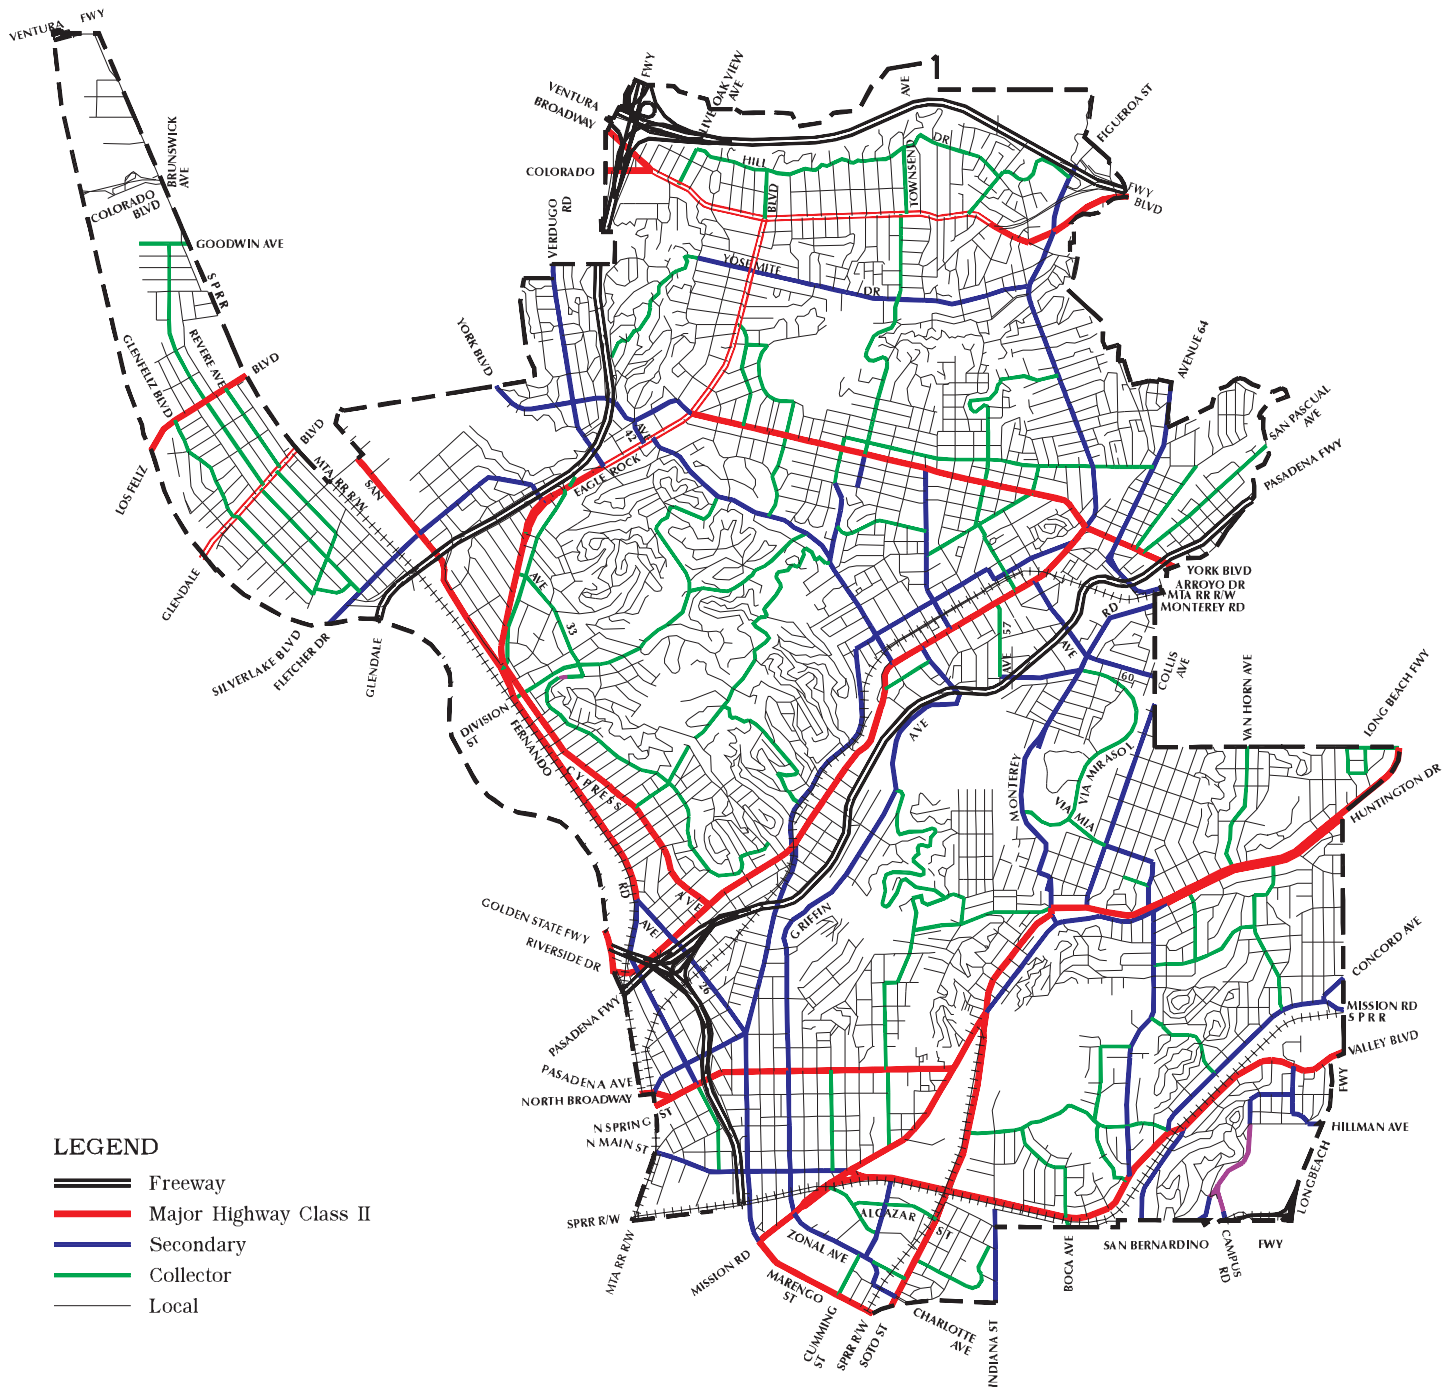 VENTURA FWY
BRUNSWICK
AVE
COLORADO
BLVD
GOODWIN AVE
SPRR
REVERE AVE
GLENFELIZ BLVD
BLVD
LOS FELIZ
BLVD
GLENDALE
MTA RR R/W
SAN
SILVERLAKE BLVD
FLETCHER DR
GLENDALE
YORK BLVD
VERDUGO
RD
VENTURA
FWY
BROADWAY
COLORADO
LIVE OAK VIEW
AVE
AVE
HILL
DR
BLVD
TOWNSEND
FIGUEROA ST
FWY
BLVD
YOSEMITE
DR
AVENUE 64
SAN PASCUAL
AVE
PASADENA FWY
AVE
42
EAGLE ROCK
AVE
33
DIVISION
ST
FERNANDO
CYPRESS
RD
AVE
AVE
26
YORK BLVD
ARROYO DR
MTA RR R/W
MONTEREY RD
RD
57
AVE
AVE
60
COLLIS
AVE
AVE
MONTEREY
VIA MIRASOL
VIA MIA
VAN HORN AVE
LONG BEACH FWY
HUNTINGTON DR
GRIFFIN
GOLDEN STATE FWY
RIVERSIDE DR
PASADENA FWY
PASADENA AVE
NORTH BROADWAY
N SPRING ST
N MAIN ST
SPRR R/W
MTA RR R/W
MISSION RD
ZONAL AVE
ALCAZAR
ST
MARENGO
ST
CUMMING
ST
SPRR R/W
SOTO ST
CHARLOTTE
AVE
INDIANA ST
BOCA AVE
SAN BERNARDINO
FWY
CAMPUS
RD
LONGBEACH
FWY
HILLMAN AVE
VALLEY BLVD
MISSION RD
SPRR
CONCORD AVE
LEGEND
Freeway
Major Highway Class II
Secondary
Collector
Local